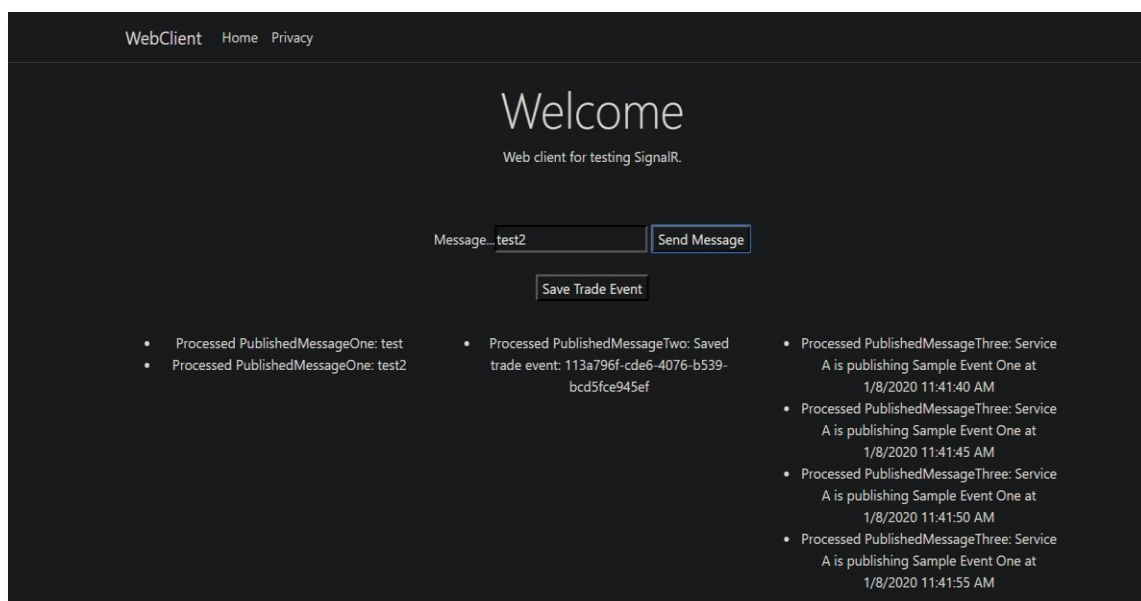 WebClient Home Privacy
Welcome
Web client for testing SignalR.
Message...test2 Send Message
Save Trade Event
• Processed PublishedMessageOne: test
• Processed PublishedMessageOne: test2
• Processed PublishedMessageTwo: Saved
trade event: 113a796f-cde6-4076-b539-
bcd5fce945ef
• Processed PublishedMessageThree: Service
A is publishing Sample Event One at
1/8/2020 11:41:40 AM
• Processed PublishedMessageThree: Service
A is publishing Sample Event One at
1/8/2020 11:41:45 AM
• Processed PublishedMessageThree: Service
A is publishing Sample Event One at
1/8/2020 11:41:50 AM
• Processed PublishedMessageThree: Service
A is publishing Sample Event One at
1/8/2020 11:41:55 AM